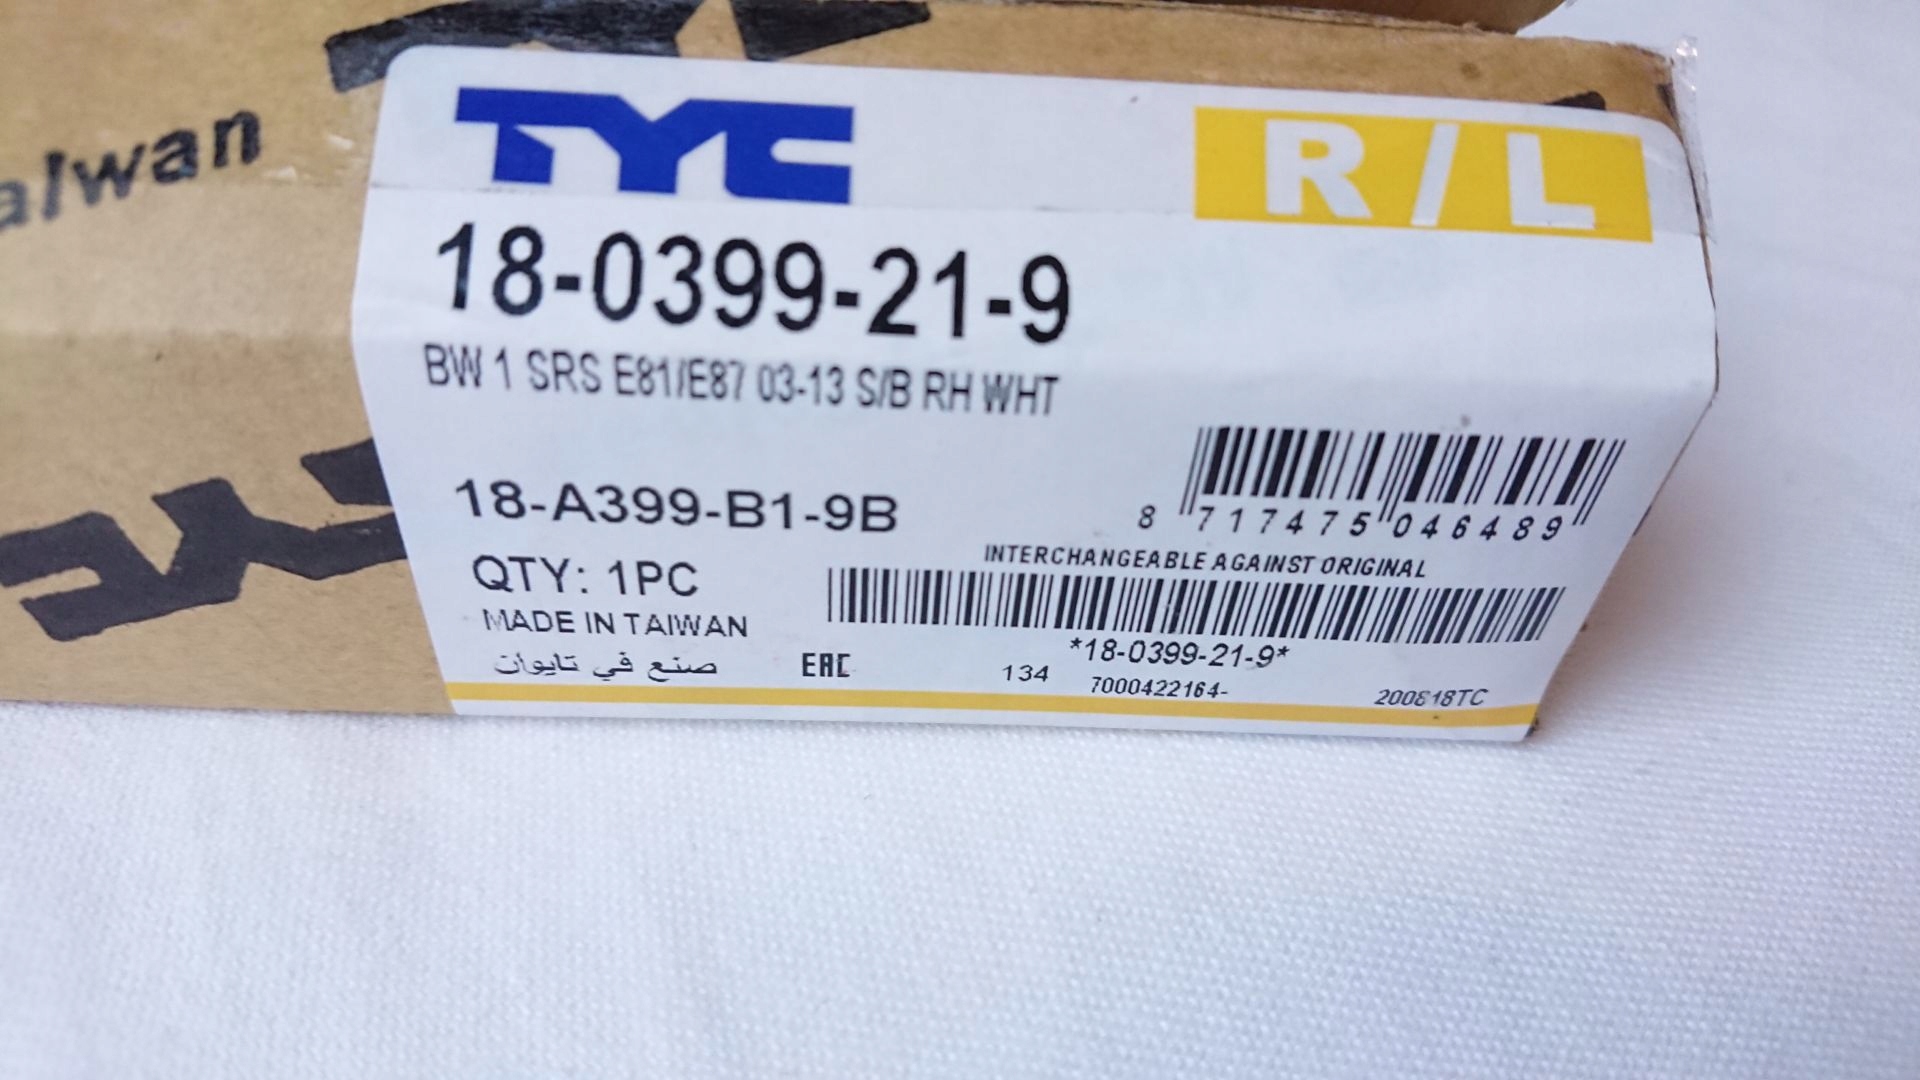 TYC
R/L
18-0399-21-9
BW 1 SRS E81/E87 03-13 S/B RH WHT
18-A399-B1-9B
8 717475 046489
QTY: 1PC
INTERCHANGEABLE AGAINST ORIGINAL
MADE IN TAIWAN
*18-0399-21-9*
صنع في تايوان
EAC
134
7000422164-
200818TC